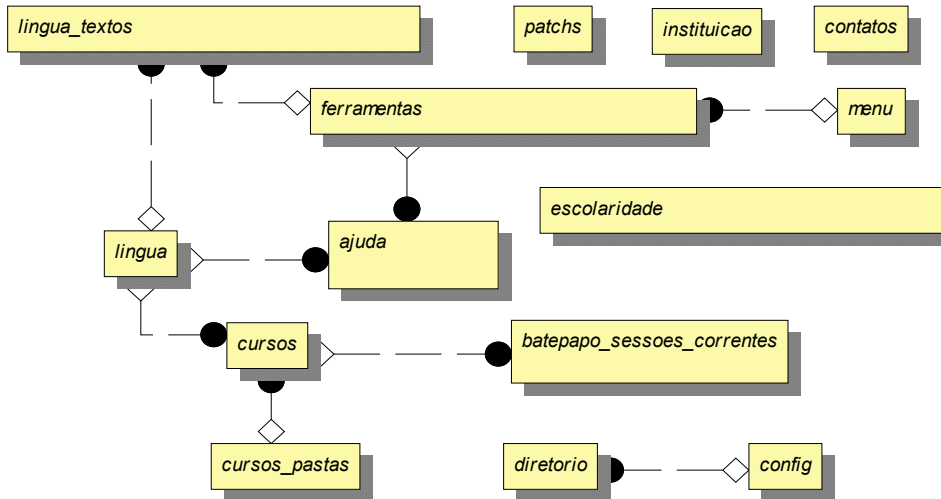 lingua_textos
patchs
instituicao
contatos
ferramentas
menu
escolaridade
lingua
ajuda
cursos
batepapo_sessoes_correntes
cursos_pastas
diretorio
config